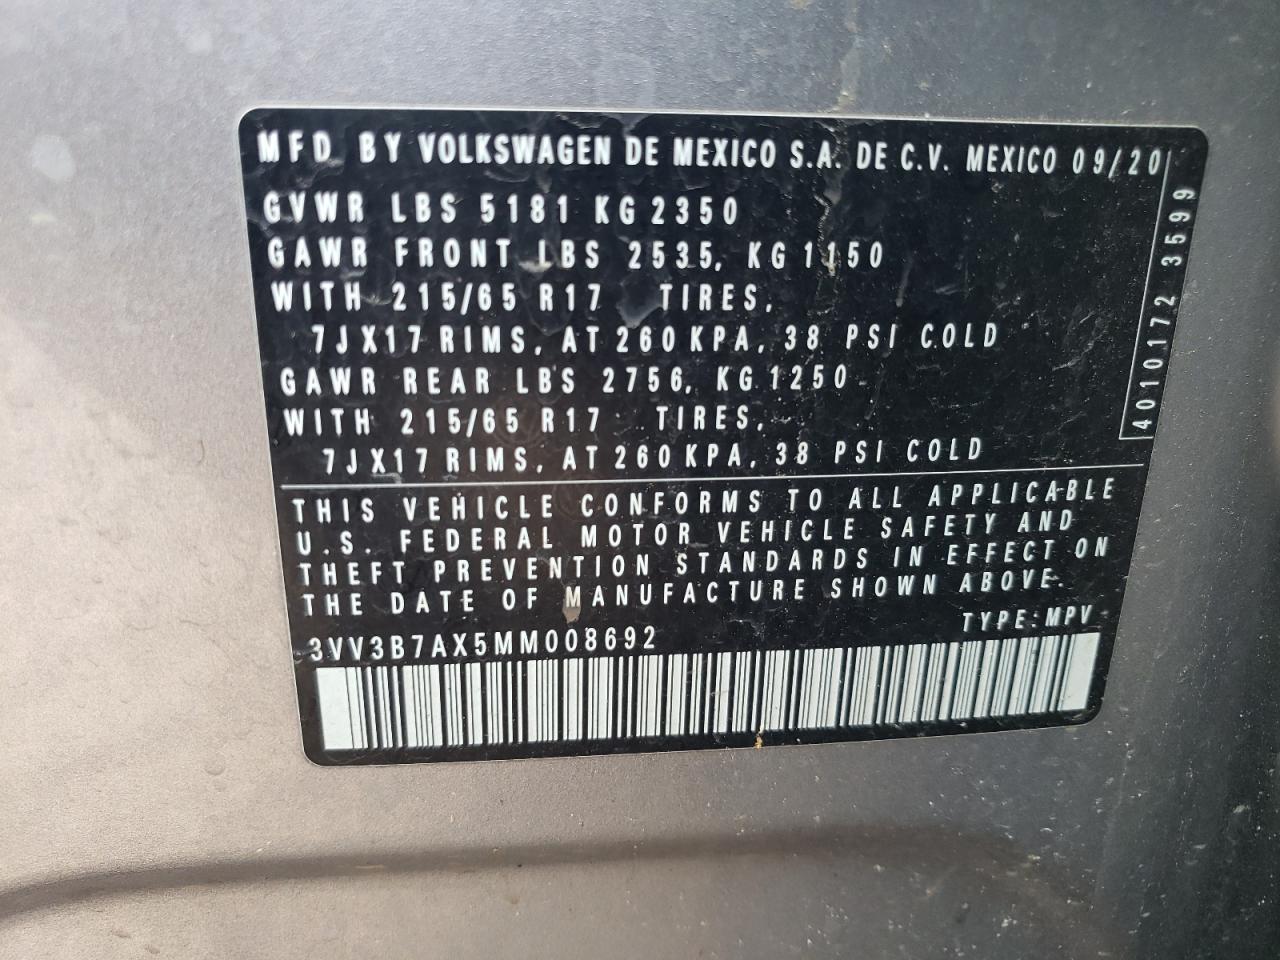 MFD BY VOLKSWAGEN DE MEXICO S.A. DE C.V. MEXICO 09/20
GVWR LBS 5181 KG 2350
GAWR FRONT LBS 2535, KG 1150
WITH 215/65 R17 TIRES,
7JX17 RIMS, AT 260 KPA, 38 PSI COLD
GAWR REAR LBS 2756, KG 1250
WITH 215/65 R17 TIRES,
7JX17 RIMS, AT 260 KPA, 38 PSI COLD
4010172 3599
THIS VEHICLE CONFORMS TO ALL APPLICABLE
U.S. FEDERAL MOTOR VEHICLE SAFETY AND
THEFT PREVENTION STANDARDS IN EFFECT ON
THE DATE OF MANUFACTURE SHOWN ABOVE.
TYPE: MPV
3VV3B7AX5MM008692